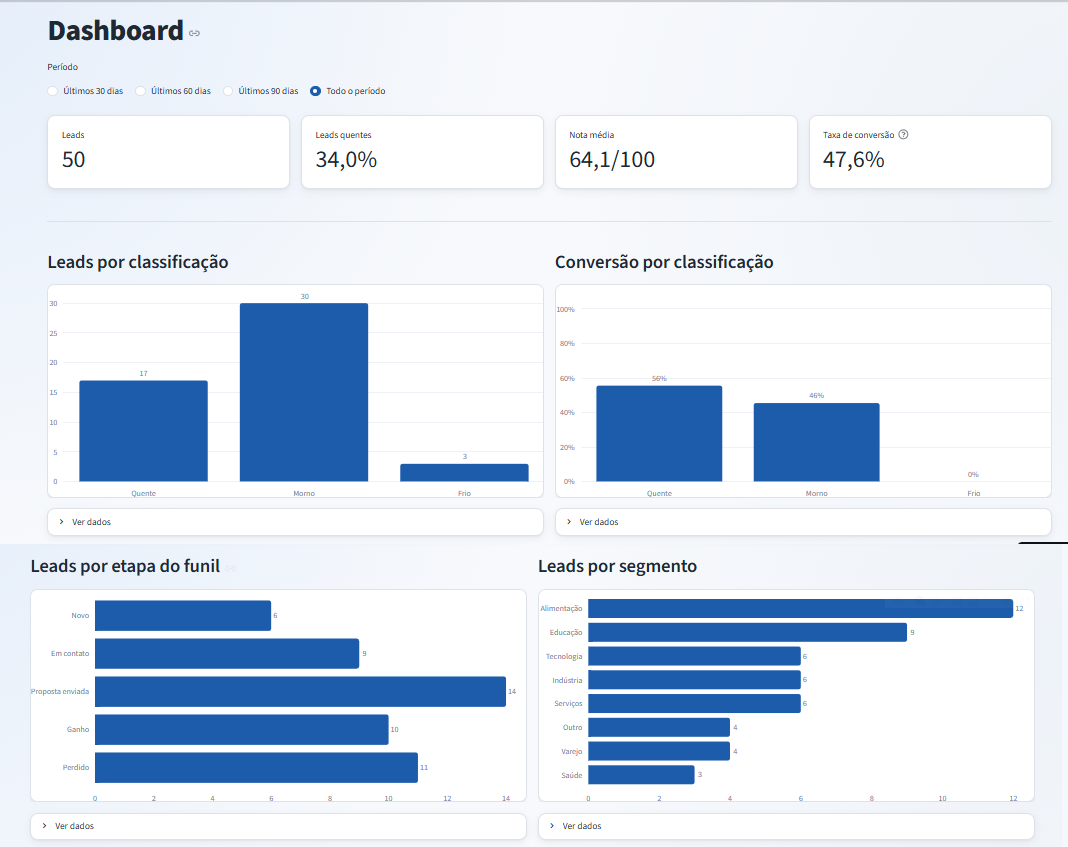 Dashboard
Período
Últimos 30 dias Últimos 60 dias Últimos 90 dias Todo o período
Leads Leads quentes Nota média Taxa de conversão ?
50 34,0% 64,1/100 47,6%
Leads por classificação
30
25
20
15
10
5
0
17
30
3
Quente Morno Frio
Ver dados
Conversão por classificação
100%
80%
60%
40%
20%
0%
56%
46%
0%
Quente Morno Frio
Ver dados
Leads por etapa do funil
Novo 6
Em contato 9
Proposta enviada 14
Ganho 10
Perdido 11
0 2 4 6 8 10 12 14
Ver dados
Leads por segmento
Alimentação 12
Educação 9
Tecnologia 6
Indústria 6
Serviços 6
Outro 4
Varejo 4
Saúde 3
0 2 4 6 8 10 12
Ver dados